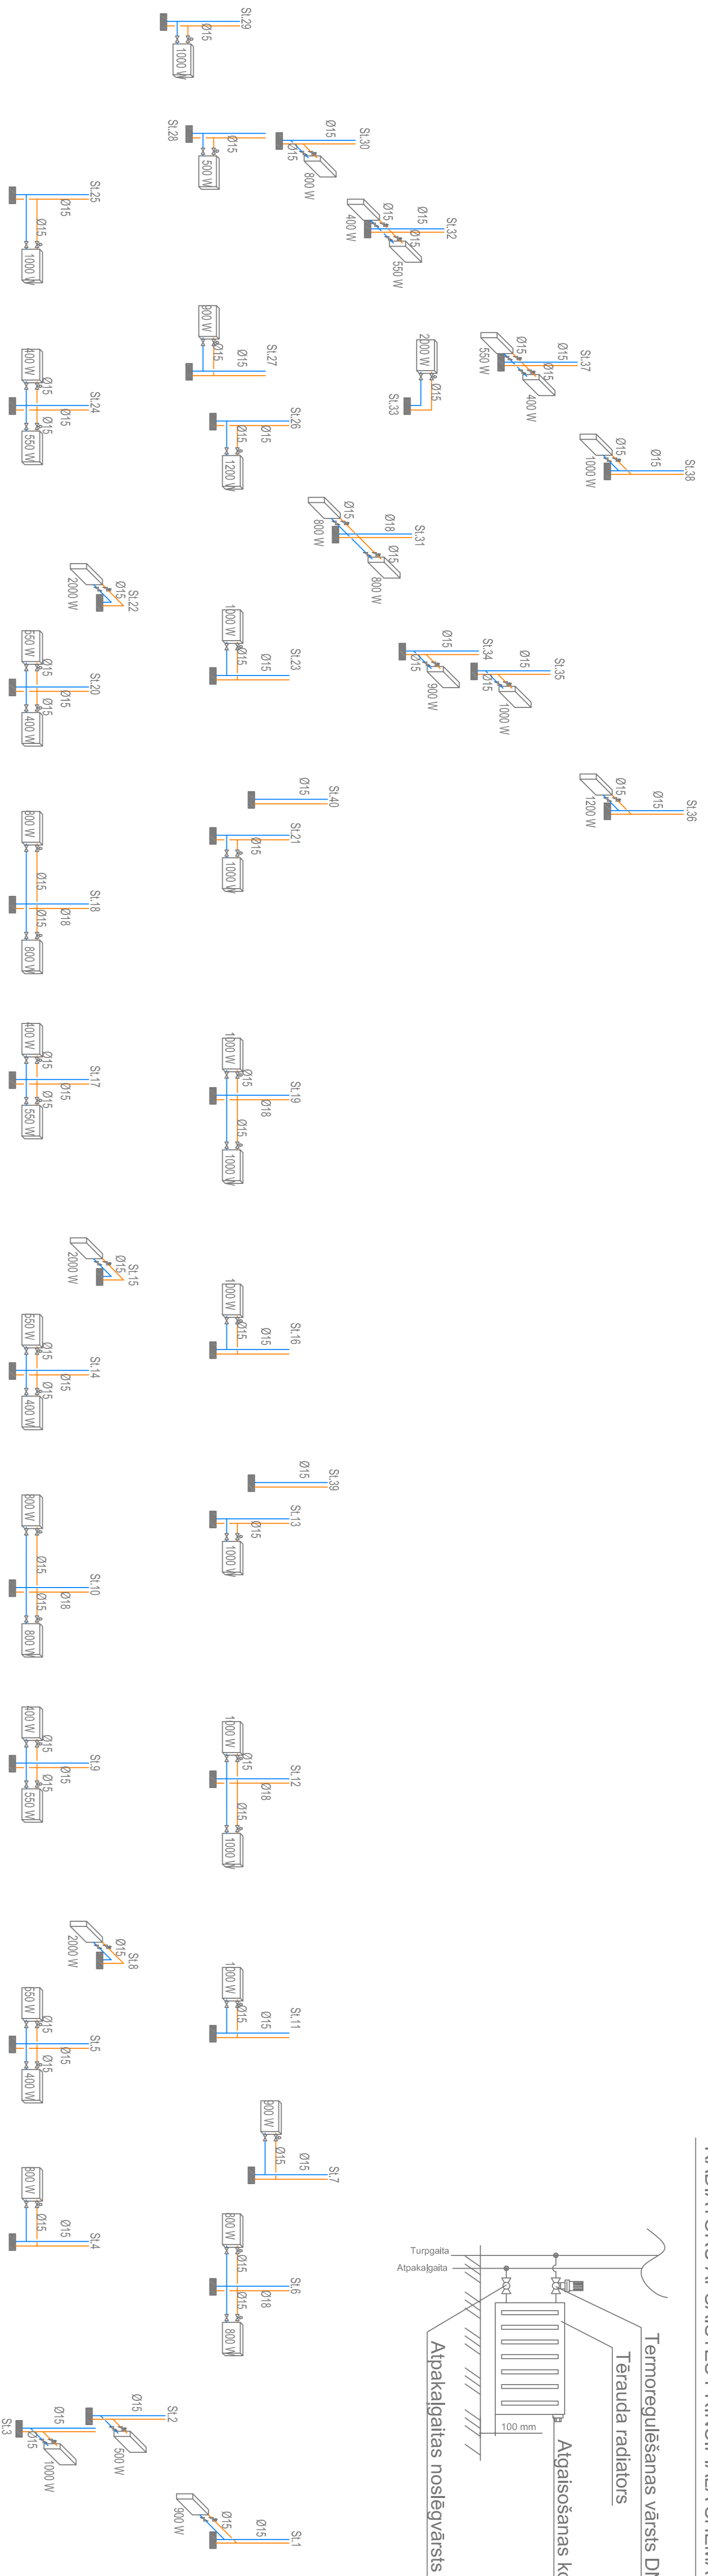 St.29
Ø15
1000 W
St.28
Ø15
500 W
St.30
Ø15
Ø15
800 W
St.32
Ø15
Ø15
Ø15
400 W
550 W
St.25
Ø15
Ø15
1000 W
St.27
Ø15
Ø15
900 W
St.33
Ø15
2000 W
St.37
Ø15
Ø15
Ø15
550 W
400 W
St.24
Ø15
Ø15
Ø15
400 W
550 W
St.26
Ø15
Ø15
1200 W
St.38
Ø15
Ø15
1000 W
St.31
Ø18
Ø15
Ø15
800 W
800 W
St.22
Ø15
2000 W
St.20
Ø15
Ø15
Ø15
550 W
400 W
St.23
Ø15
Ø15
1000 W
St.34
Ø15
Ø15
900 W
St.35
Ø15
Ø15
1000 W
St.40
Ø15
St.21
Ø15
1000 W
St.36
Ø15
Ø15
1200 W
St.18
Ø18
Ø15
Ø15
800 W
800 W
St.17
Ø15
Ø15
Ø15
400 W
550 W
St.19
Ø18
Ø15
Ø15
1000 W
1000 W
St.15
Ø15
2000 W
St.14
Ø15
Ø15
Ø15
550 W
400 W
St.16
Ø15
Ø15
1000 W
St.39
Ø15
St.13
Ø15
1000 W
St.10
Ø18
Ø15
Ø15
800 W
800 W
St.9
Ø15
Ø15
Ø15
400 W
550 W
St.12
Ø18
Ø15
Ø15
1000 W
1000 W
St.8
Ø15
2000 W
St.5
Ø15
Ø15
Ø15
550 W
400 W
St.11
Ø15
Ø15
1000 W
St.7
Ø15
Ø15
900 W
St.4
Ø15
Ø15
800 W
St.6
Ø18
Ø15
Ø15
800 W
800 W
St.2
Ø15
500 W
St.3
Ø15
Ø15
1000 W
St.1
Ø15
Ø15
900 W
Turpgaita
Atpakaļgaita
Termoregulēšanas vārsts
Tērauda radiators
Atgaisošanas
100 mm
Atpakaļgaitas noslēgvārsts